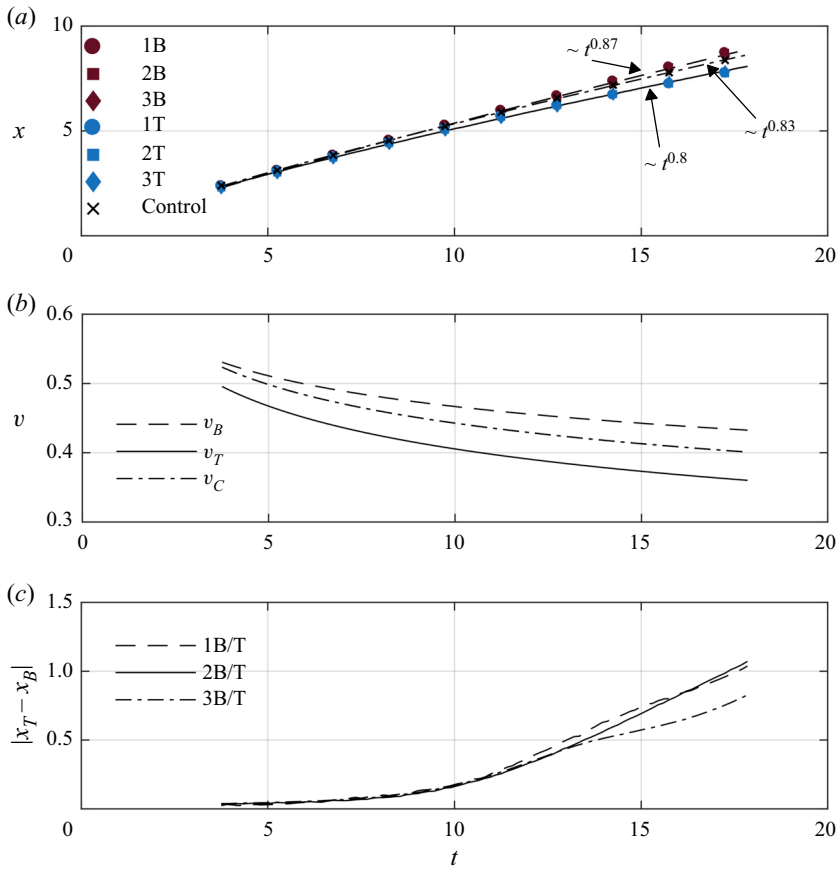 (a)
10
1B
2B
3B
1T
2T
3T
Control
x
5
0
~ t^0.87
~ t^0.83
~ t^0.8
5
10
15
20
(b)
0.6
0.5
0.4
0.3
v
v_B
v_T
v_C
0
5
10
15
20
(c)
1.5
1.0
0.5
|x_T − x_B|
1B/T
2B/T
3B/T
0
5
10
15
20
t